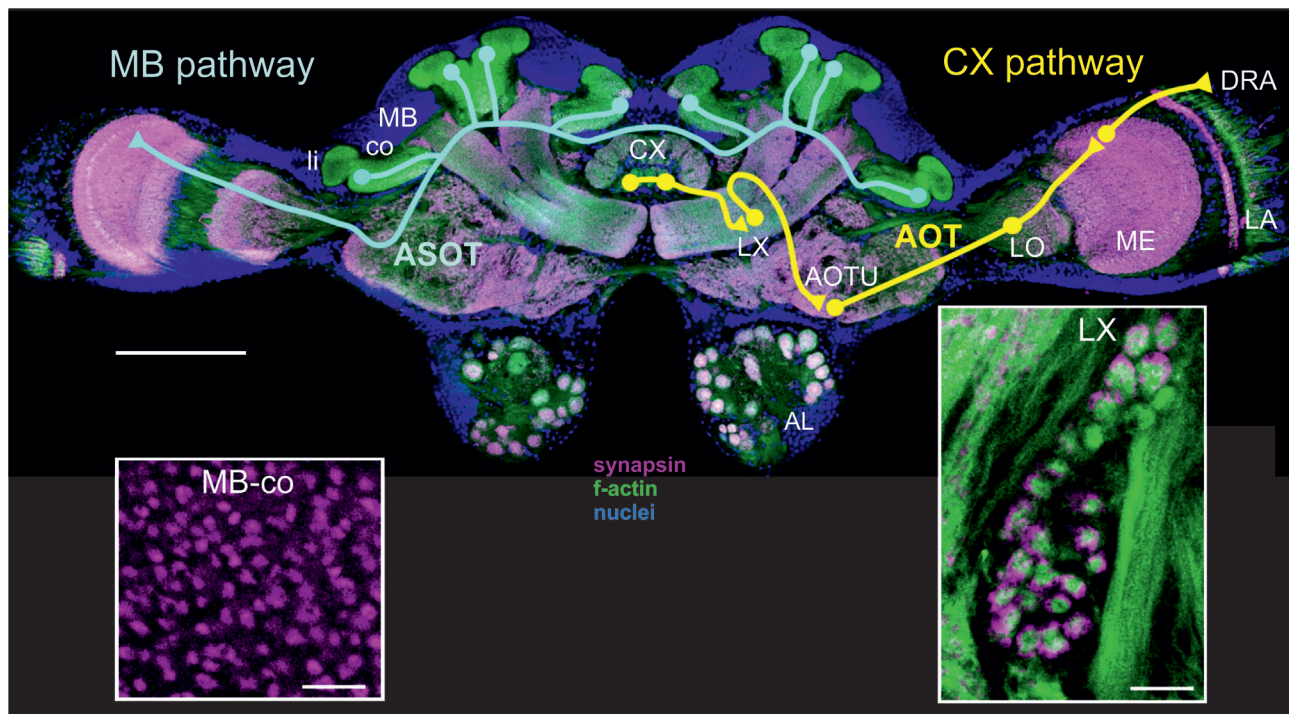 MB pathway
CX pathway
DRA
MB
co
li
CX
LX
ASOT
AOT
AOTU
LO
ME
LA
AL
synapsin
f-actin
nuclei
MB-co
LX